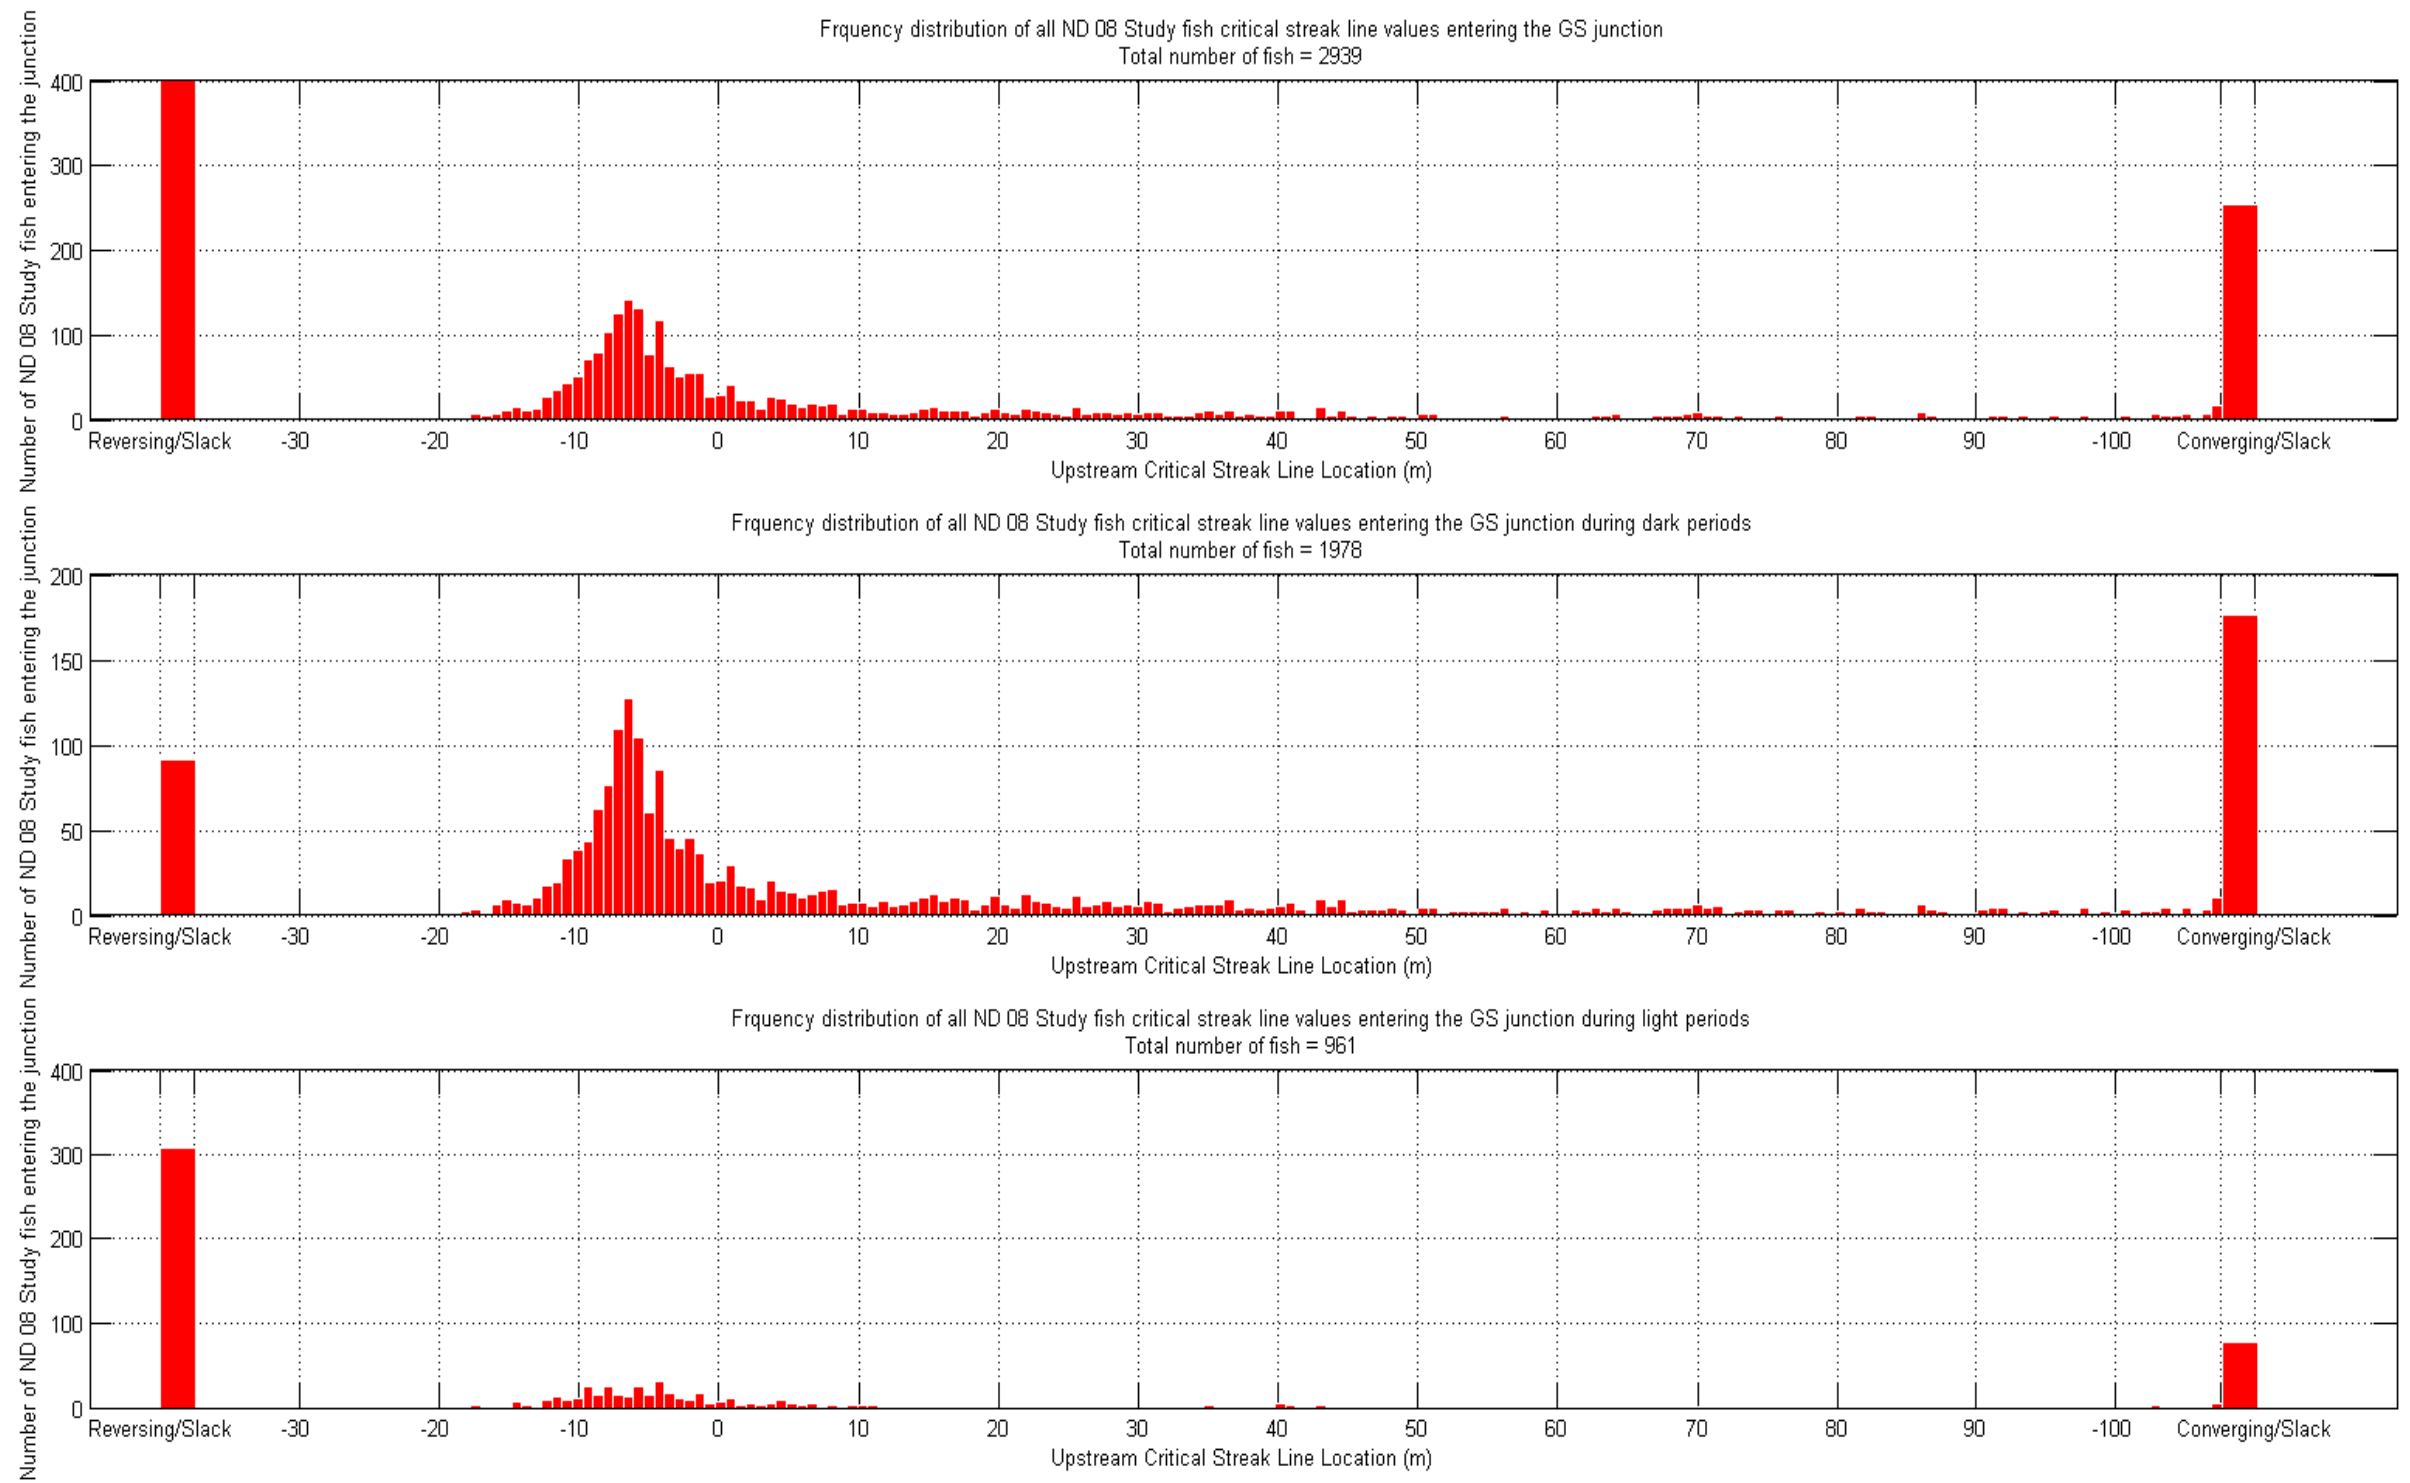 Frquency distribution of all ND 08 Study fish critical streak line values entering the GS junction
Total number of fish = 2939
Number of ND 08 Study fish entering the junction
400
300
200
100
0
Reversing/Slack -30 -20 -10 0 10 20 30 40 50 60 70 80 90 -100 Converging/Slack
Upstream Critical Streak Line Location (m)
Frquency distribution of all ND 08 Study fish critical streak line values entering the GS junction during dark periods
Total number of fish = 1978
Number of ND 08 Study fish entering the junction
200
150
100
50
0
Reversing/Slack -30 -20 -10 0 10 20 30 40 50 60 70 80 90 -100 Converging/Slack
Upstream Critical Streak Line Location (m)
Frquency distribution of all ND 08 Study fish critical streak line values entering the GS junction during light periods
Total number of fish = 961
Number of ND 08 Study fish entering the junction
400
300
200
100
0
Reversing/Slack -30 -20 -10 0 10 20 30 40 50 60 70 80 90 -100 Converging/Slack
Upstream Critical Streak Line Location (m)